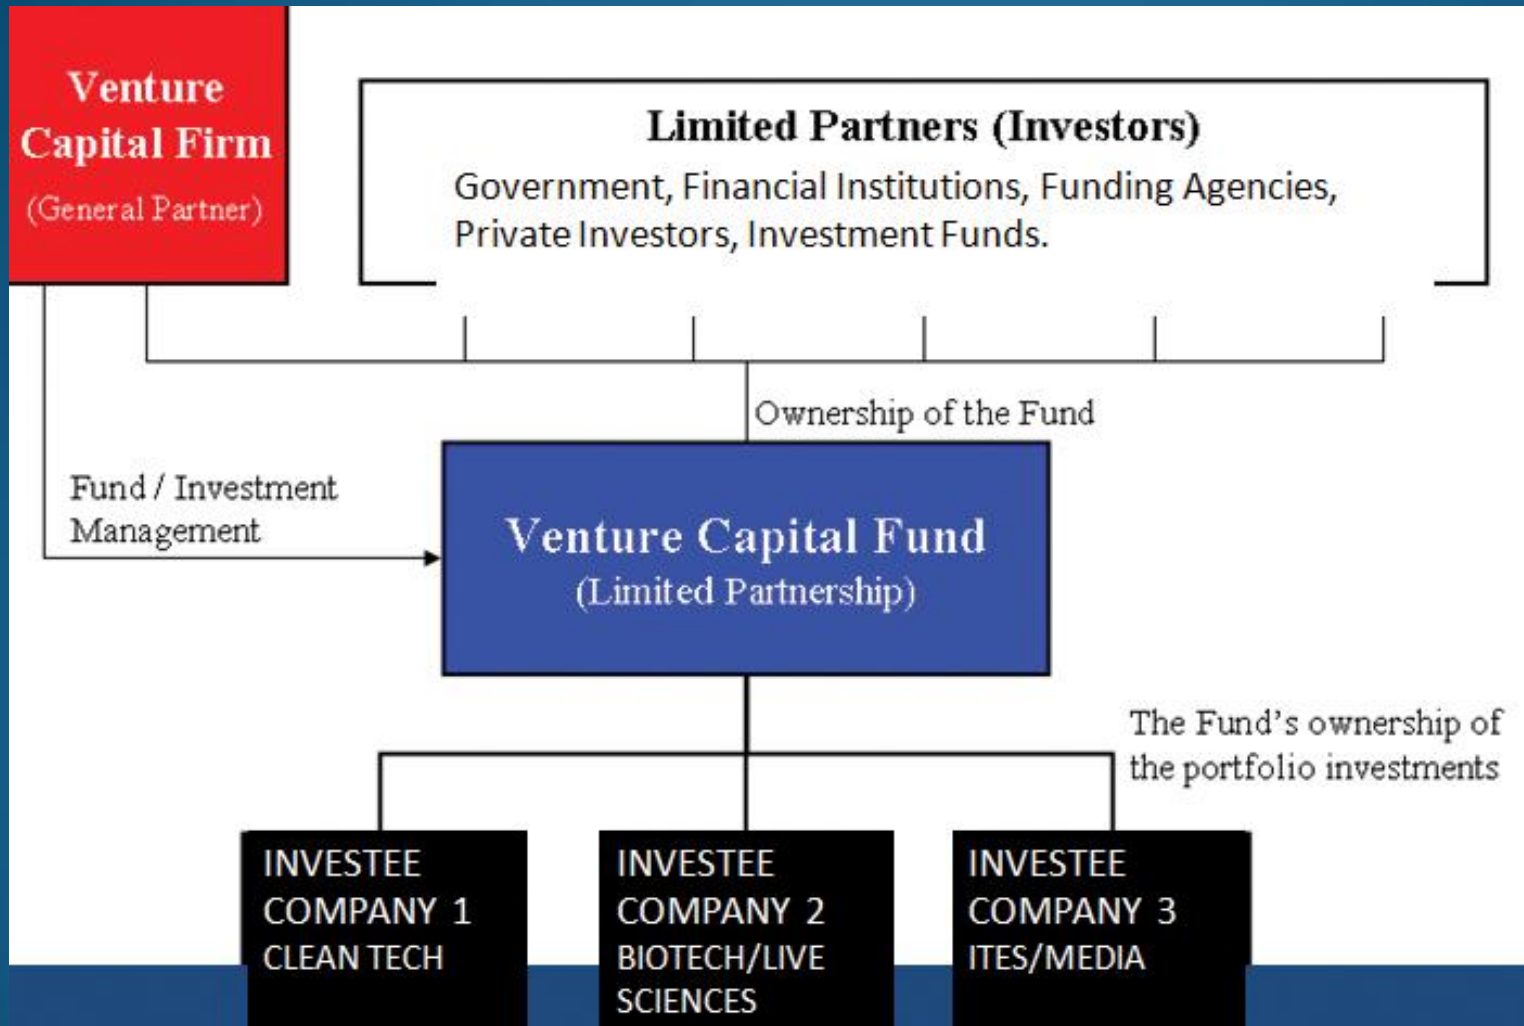 Venture
Capital Firm
(General Partner)
Limited Partners (Investors)
Government, Financial Institutions, Funding Agencies,
Private Investors, Investment Funds.
Ownership of the Fund
Fund / Investment
Management
Venture Capital Fund
(Limited Partnership)
The Fund's ownership of
the portfolio investments
INVESTEE
COMPANY 1
CLEAN TECH
INVESTEE
COMPANY 2
BIOTECH/LIVE
SCIENCES
INVESTEE
COMPANY 3
ITES/MEDIA